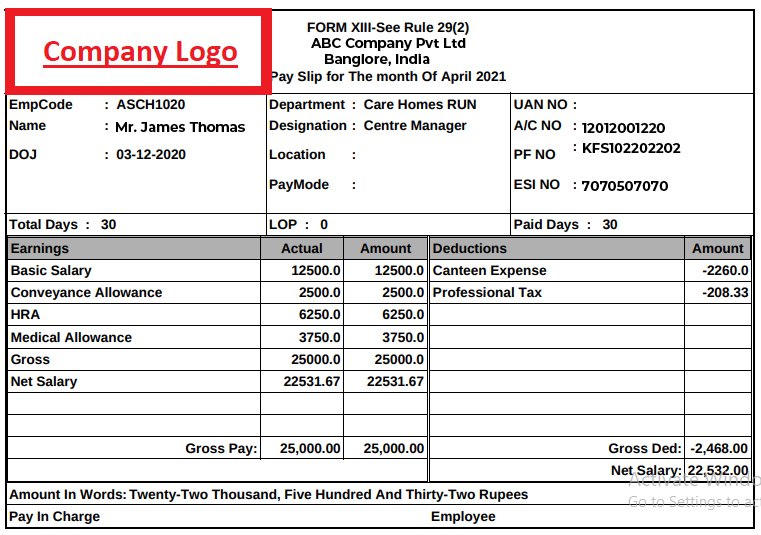 Company Logo
FORM XIII-See Rule 29(2)
ABC Company Pvt Ltd
Banglore, India
Pay Slip for The month Of April 2021
EmpCode : ASCH1020 Department : Care Homes RUN UAN NO :
Name : Mr. James Thomas Designation : Centre Manager A/C NO : 12012001220
DOJ : 03-12-2020 Location : PF NO : KFS102202202
PayMode : ESI NO : 7070507070
Total Days : 30 LOP : 0 Paid Days : 30
Earnings Actual Amount Deductions Amount
Basic Salary 12500.0 12500.0 Canteen Expense -2260.0
Conveyance Allowance 2500.0 2500.0 Professional Tax -208.33
HRA 6250.0 6250.0
Medical Allowance 3750.0 3750.0
Gross 25000.0 25000.0
Net Salary 22531.67 22531.67
Gross Pay: 25,000.00 25,000.00 Gross Ded: -2,468.00
Net Salary: 22,532.00
Amount In Words: Twenty-Two Thousand, Five Hundred And Thirty-Two Rupees
Pay In Charge Employee
Activate Windo
Go to Settings to act